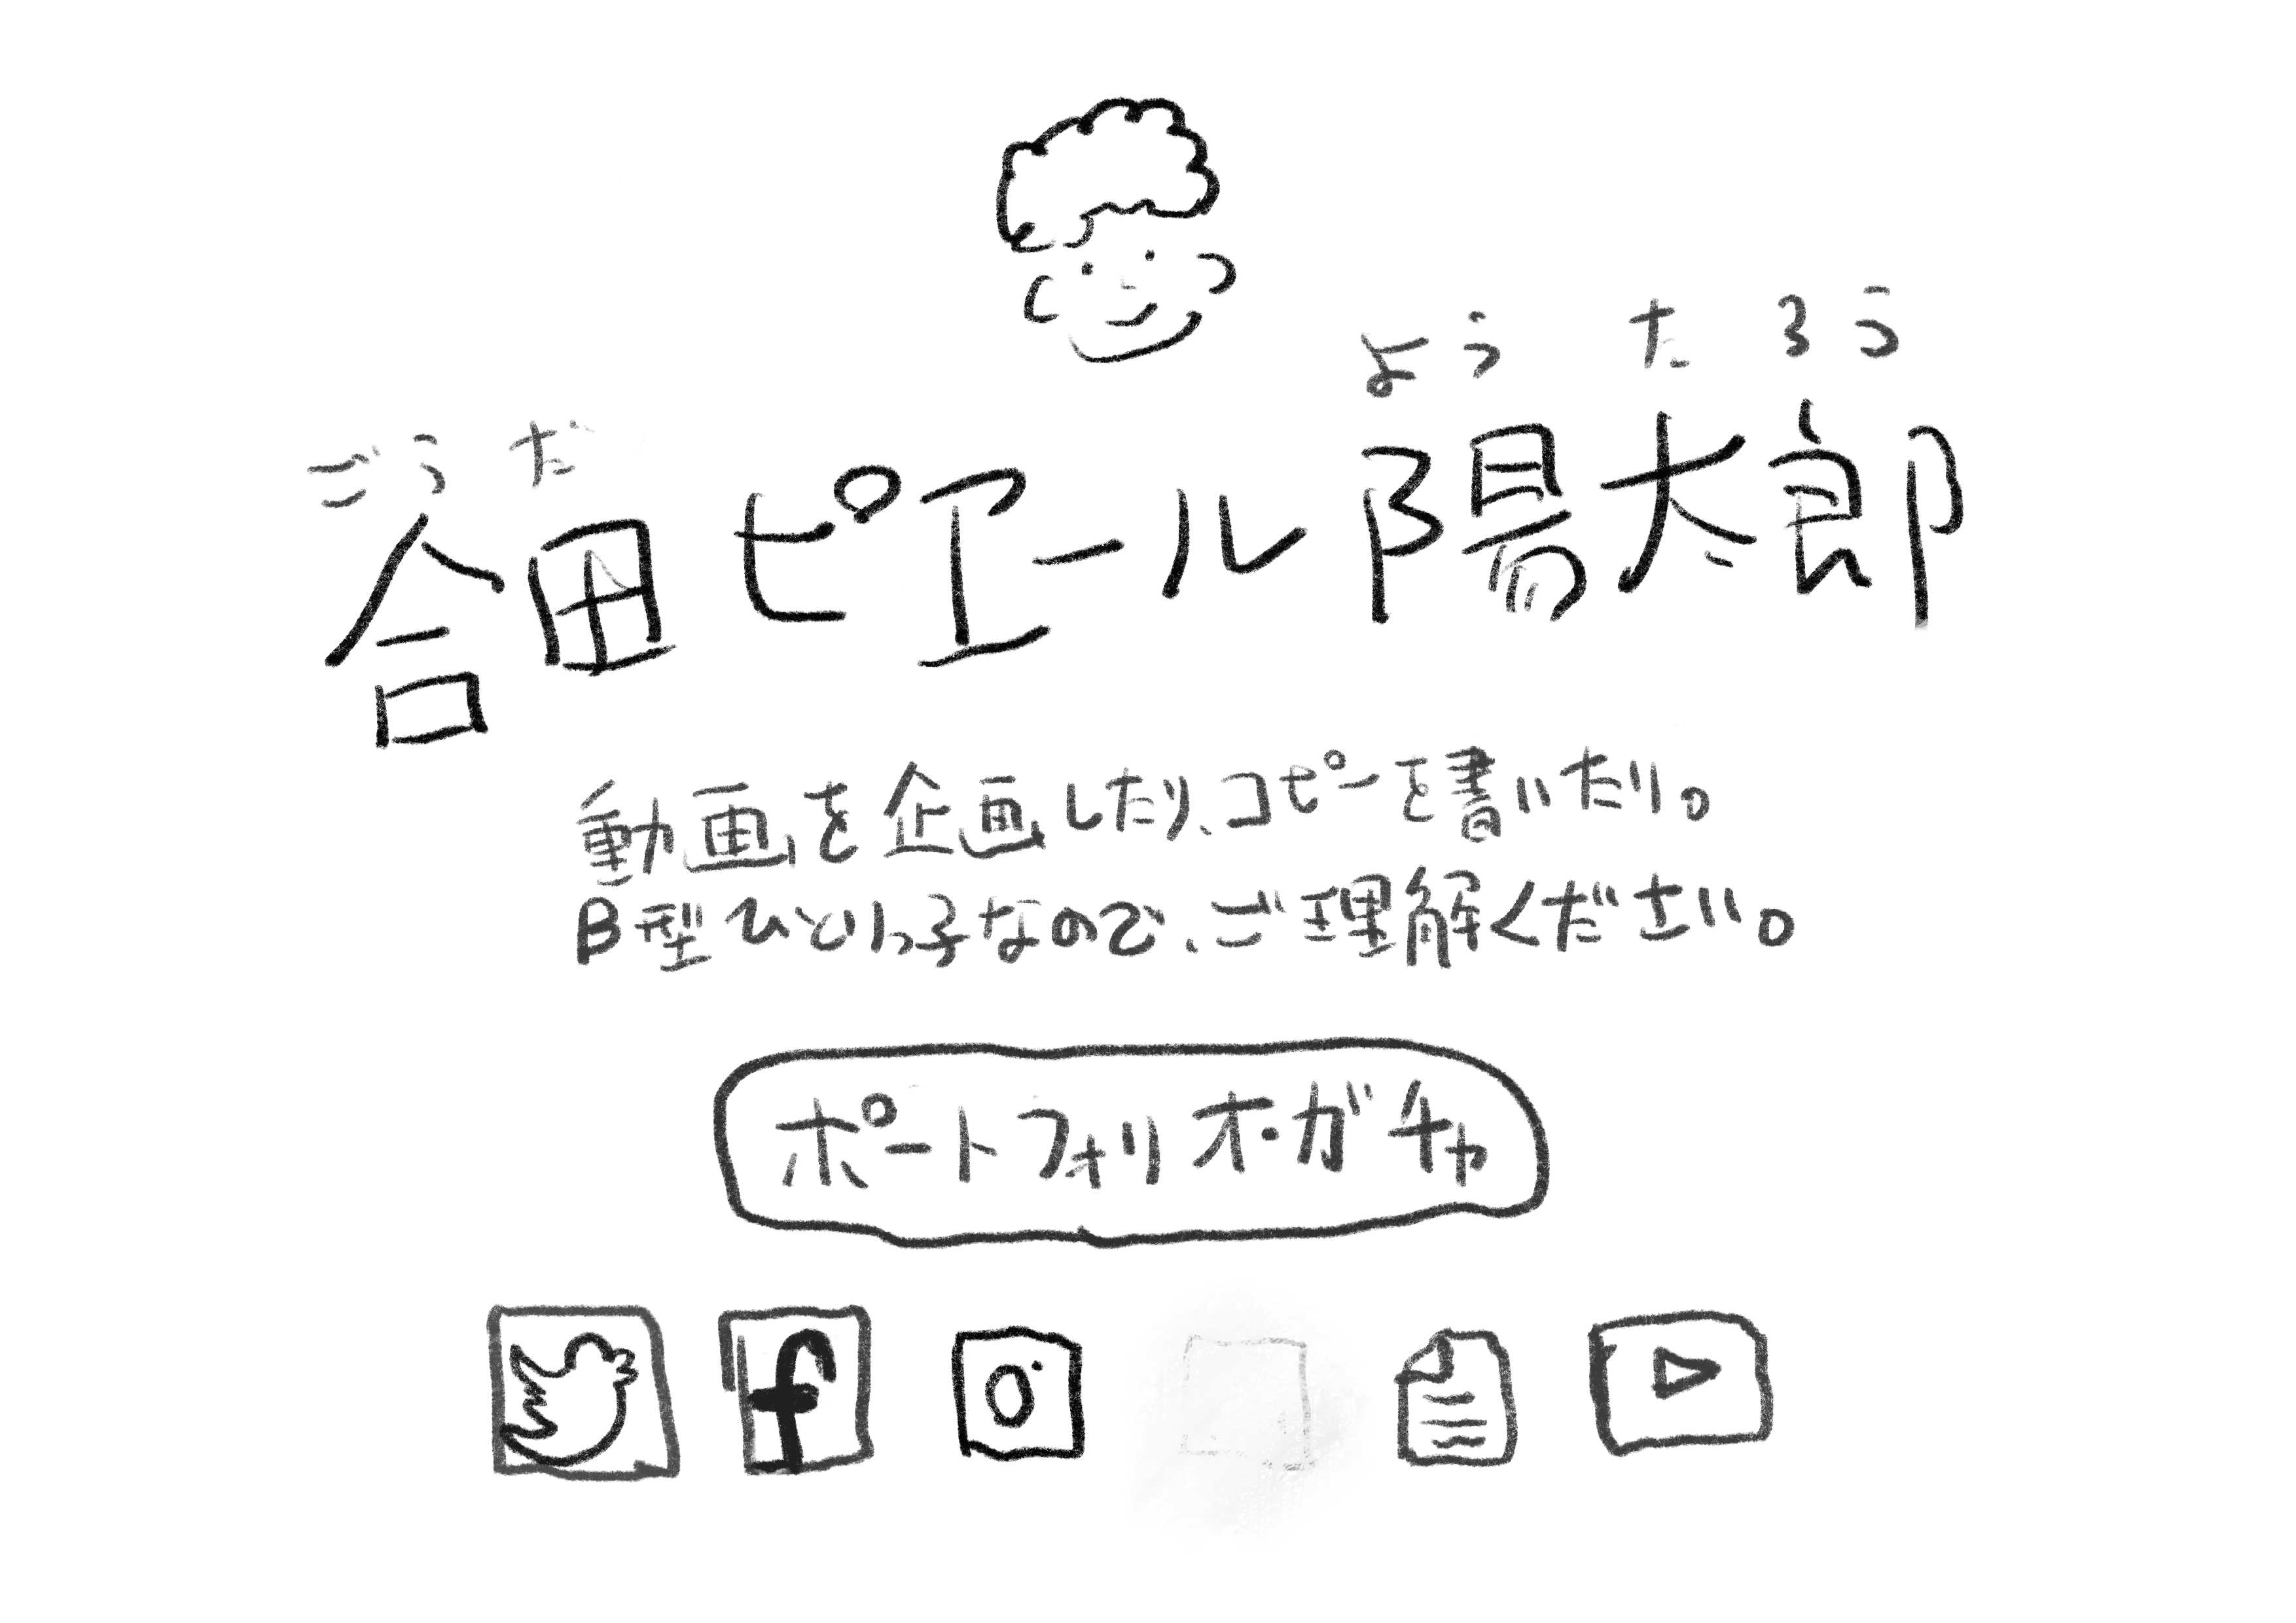 ごうだ ようたろう
合田ピエール陽太郎
動画を企画したり、コピーを書いたり。
B型ひとりっ子なので、ご理解ください。
ポートフォリオ・ガチャ
f